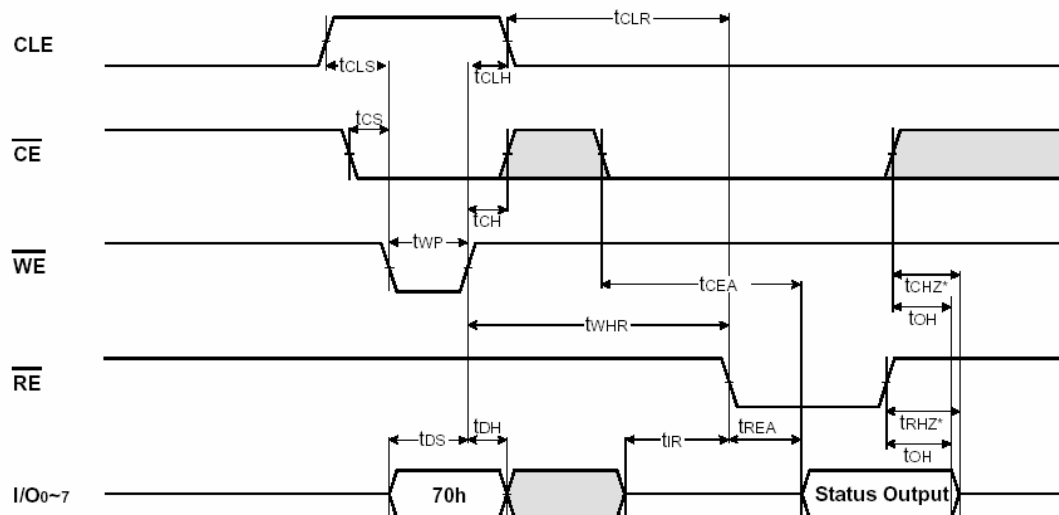 CLE
tCLR
tCLS
tCLH
CE
tCS
tCH
WE
tWP
tCEA
tCHZ*
tOH
tWHR
RE
tRHZ*
tOH
tDS
tDH
tIR
tREA
I/O0~7
70h
Status Output